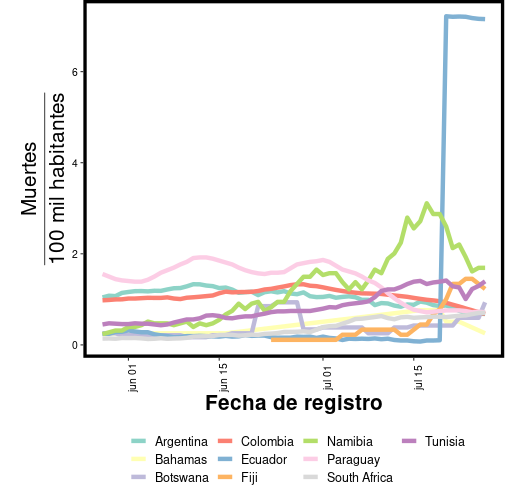 6
4
2
0
Muertes
100 mil habitantes
jun 01
jun 15
jul 01
jul 15
Fecha de registro
Argentina Colombia Namibia Tunisia
Bahamas Ecuador Paraguay
Botswana Fiji South Africa